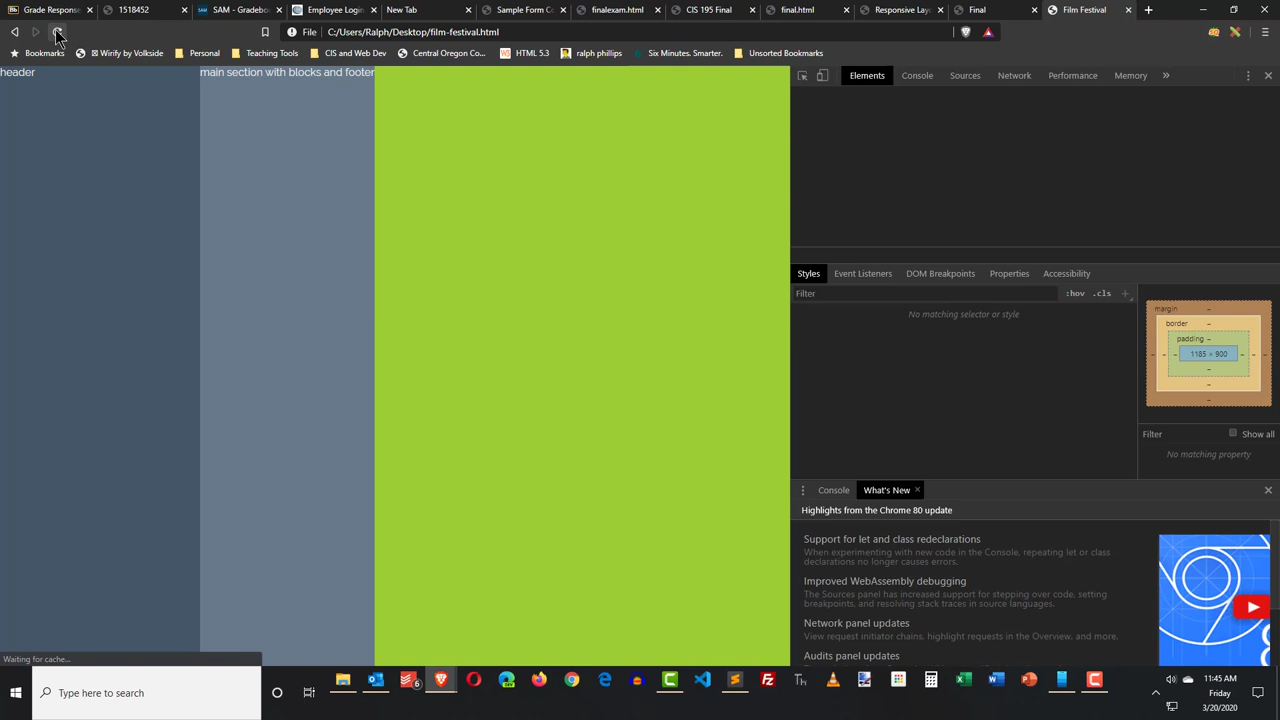 Grade Response
1518452
SAM - Gradebo
Employee Login
New Tab
Sample Form Co
finalexam.html
CIS 195 Final
final.html
Responsive Layo
Final
Film Festival
File C:/Users/Ralph/Desktop/film-festival.html
Bookmarks
Wirify by Volkside
Personal
Teaching Tools
CIS and WD
Central Oregon Co...
HTML 5.3
ralph phillips
Six Minutes. Smarter.
Unsorted Bookmarks
header
main section with blocks and footer
Elements
Console
Sources
Network
Performance
Memory
Styles
Event Listeners
DOM Breakpoints
Properties
Accessibility
Filter
:hov .cls
No matching selector or style
margin –
border –
padding –
1185 × 900
Filter
Show all
No matching property
Console
What's New
Highlights from the Chrome 80 update
Support for let and class redeclarations
When experimenting with new code in the Console, repeating let or class
declarations no longer causes errors.
Improved WebAssembly debugging
The Sources panel has increased support for stepping over code, setting
breakpoints, and resolving stack traces in source languages.
Network panel updates
View request initiator chains, highlight requests in the Overview, and more.
Audits panel updates
Waiting for cache...
Type here to search
6
11:45 AM
Friday
3/20/2020